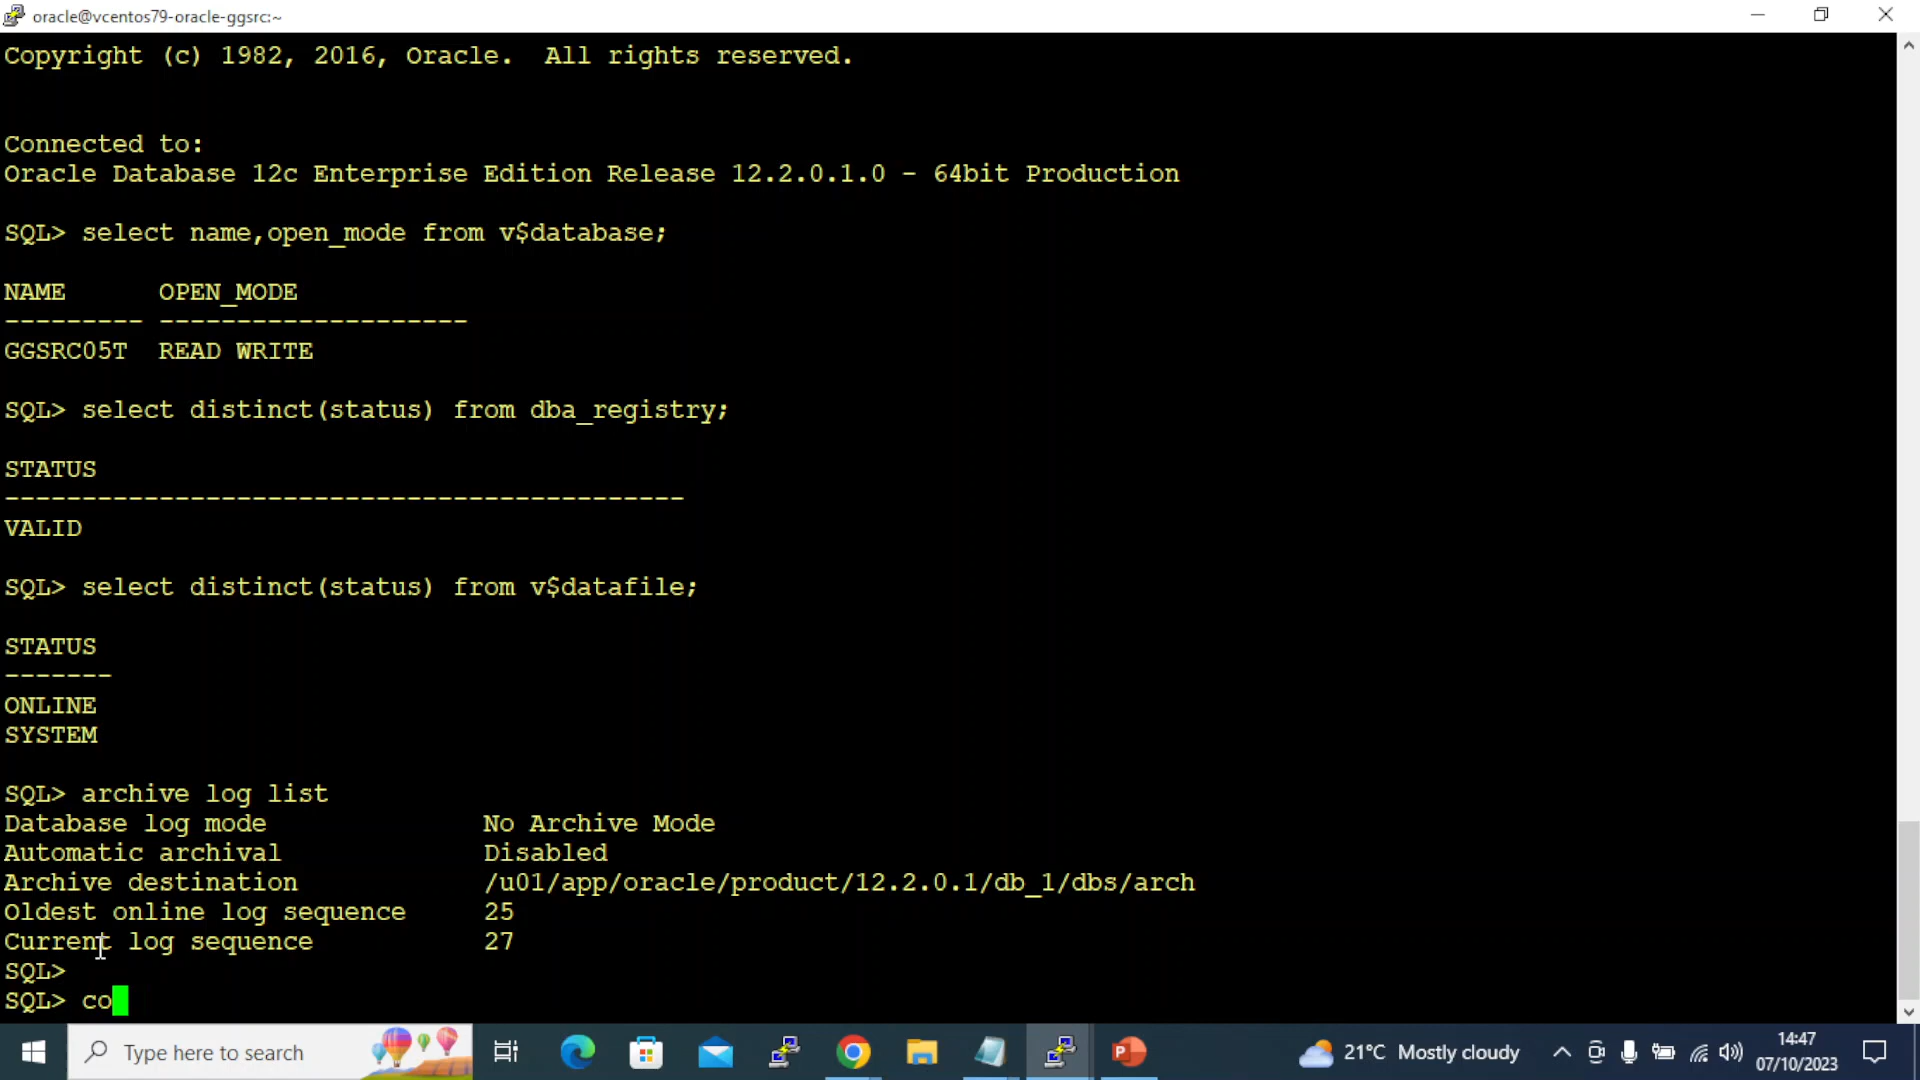 oracle@vcentos79-oracle-ggsrc:~
Copyright (c) 1982, 2016, Oracle.  All rights reserved.
Connected to:
Oracle Database 12c Enterprise Edition Release 12.2.0.1.0 - 64bit Production
SQL> select name,open_mode from v$database;
NAME      OPEN_MODE
--------- --------------------
GGSRC05T  READ WRITE
SQL> select distinct(status) from dba_registry;
STATUS
--------------------------------------------
VALID
SQL> select distinct(status) from v$datafile;
STATUS
-------
ONLINE
SYSTEM
SQL> archive log list
Database log mode              No Archive Mode
Automatic archival             Disabled
Archive destination            /u01/app/oracle/product/12.2.0.1/db_1/dbs/arch
Oldest online log sequence     25
Current log sequence           27
SQL>
SQL> co
Type here to search
21°C Mostly cloudy
14:47
07/10/2023